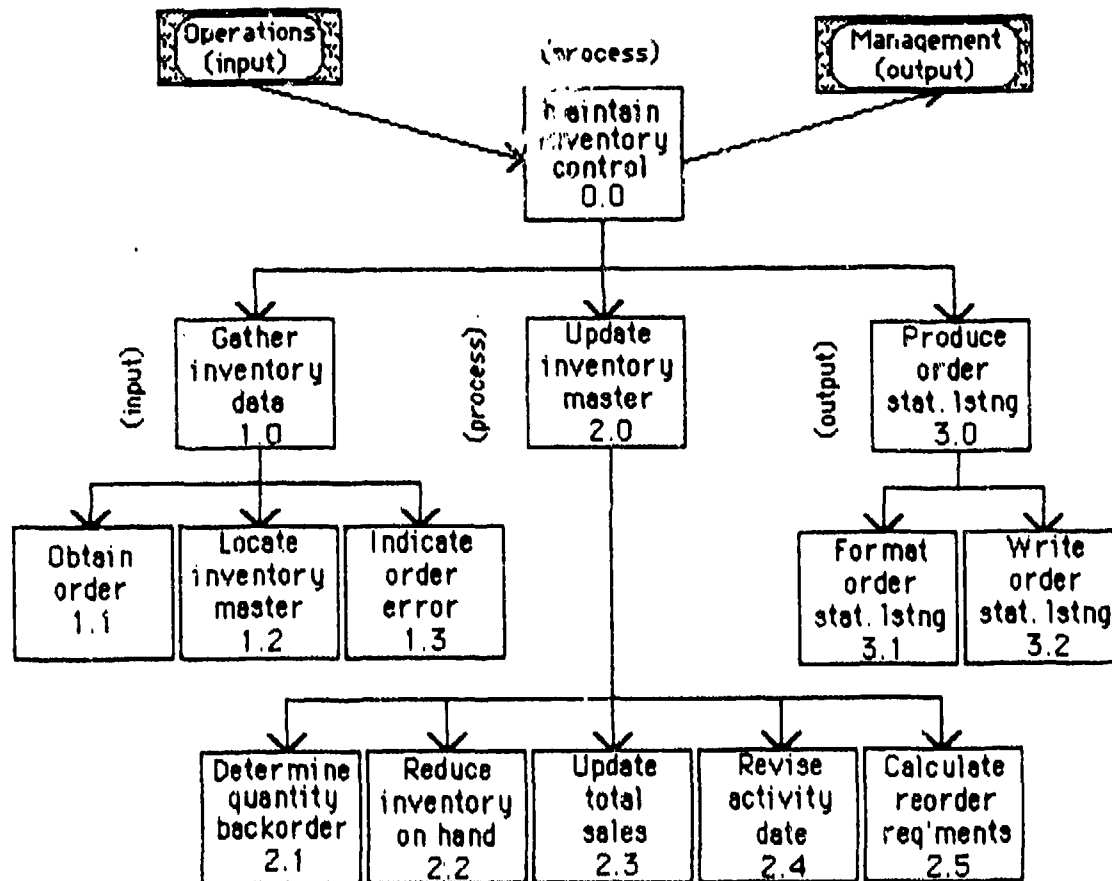 Operations
(input)
(process)
Management
(output)
Maintain
inventory
control
0.0
(input)
Gather
inventory
data
1.0
(process)
Update
inventory
master
2.0
(output)
Produce
order
stat. lstng
3.0
Obtain
order
1.1
Locate
inventory
master
1.2
Indicate
order
error
1.3
Format
order
stat. lstng
3.1
Write
order
stat. lstng
3.2
Determine
quantity
backorder
2.1
Reduce
inventory
on hand
2.2
Update
total
sales
2.3
Revise
activity
date
2.4
Calculate
reorder
req'ments
2.5